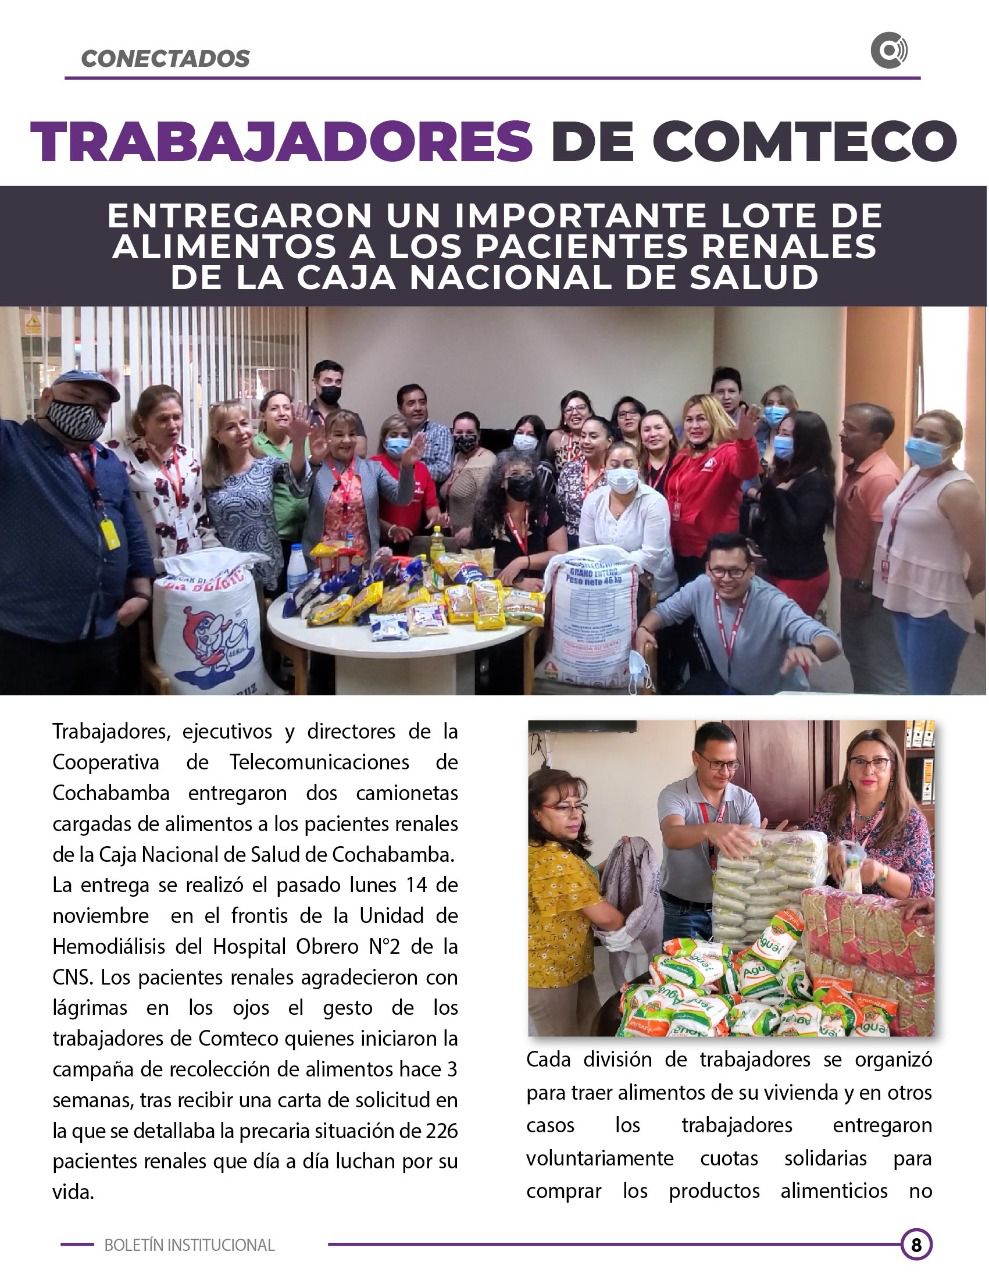 CONECTADOS
TRABAJADORES DE COMTECO
ENTREGARON UN IMPORTANTE LOTE DE
ALIMENTOS A LOS PACIENTES RENALES
DE LA CAJA NACIONAL DE SALUD
GRANO ENTERO
Peso neto 46 kg
Trabajadores, ejecutivos y directores de la
Cooperativa de Telecomunicaciones de
Cochabamba entregaron dos camionetas
cargadas de alimentos a los pacientes renales
de la Caja Nacional de Salud de Cochabamba.
La entrega se realizó el pasado lunes 14 de
noviembre en el frontis de la Unidad de
Hemodiálisis del Hospital Obrero N°2 de la
CNS. Los pacientes renales agradecieron con
lágrimas en los ojos el gesto de los
trabajadores de Comteco quienes iniciaron la
campaña de recolección de alimentos hace 3
semanas, tras recibir una carta de solicitud en
la que se detallaba la precaria situación de 226
pacientes renales que día a día luchan por su
vida.
Aguaí
Cada división de trabajadores se organizó
para traer alimentos de su vivienda y en otros
casos los trabajadores entregaron
voluntariamente cuotas solidarias para
comprar los productos alimenticios no
BOLETÍN INSTITUCIONAL
8